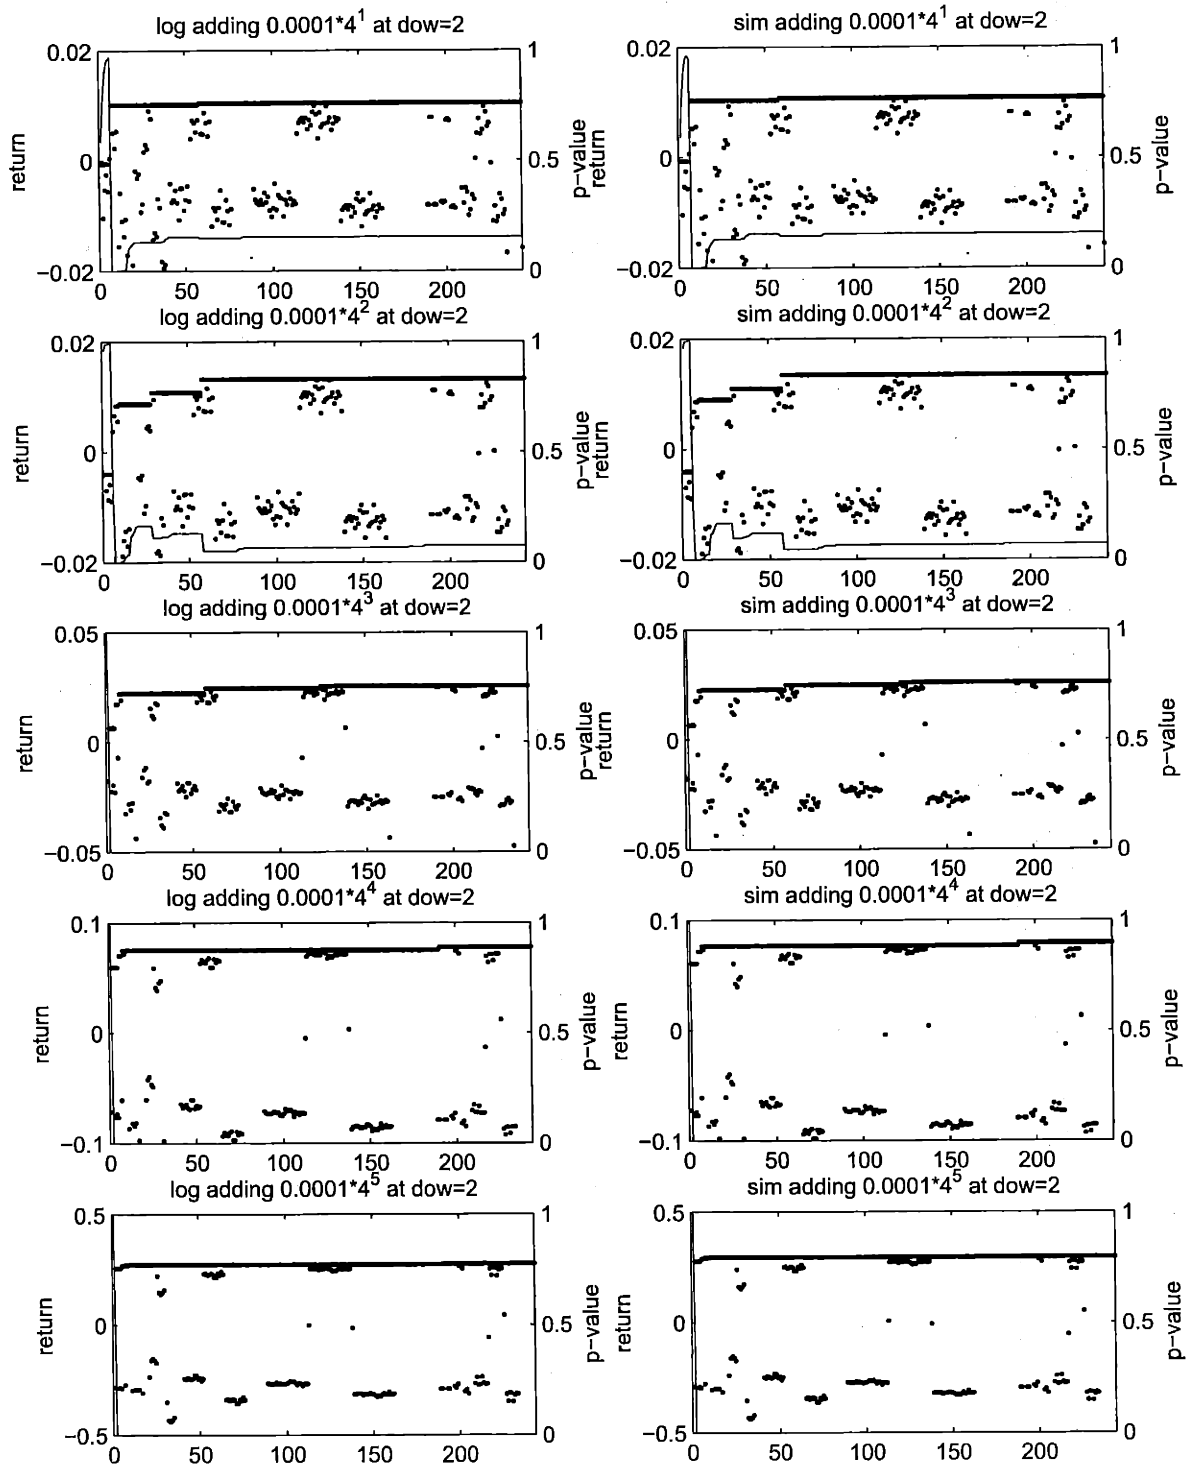 log adding 0.0001*4^1 at dow=2 sim adding 0.0001*4^1 at dow=2
0.02 1 0.02 1
return 0 0.5 p−value return 0 0.5 p−value
−0.02 0 −0.02 0
0 50 100 150 200 0 50 100 150 200
log adding 0.0001*4^2 at dow=2 sim adding 0.0001*4^2 at dow=2
0.02 1 0.02 1
return 0 0.5 p−value return 0 0.5 p−value
−0.02 0 −0.02 0
0 50 100 150 200 0 50 100 150 200
log adding 0.0001*4^3 at dow=2 sim adding 0.0001*4^3 at dow=2
0.05 1 0.05 1
return 0 0.5 p−value return 0 0.5 p−value
−0.05 0 −0.05 0
0 50 100 150 200 0 50 100 150 200
log adding 0.0001*4^4 at dow=2 sim adding 0.0001*4^4 at dow=2
0.1 1 0.1 1
return 0 0.5 p−value return 0 0.5 p−value
−0.1 0 −0.1 0
0 50 100 150 200 0 50 100 150 200
log adding 0.0001*4^5 at dow=2 sim adding 0.0001*4^5 at dow=2
0.5 1 0.5 1
return 0 0.5 p−value return 0 0.5 p−value
−0.5 0 −0.5 0
0 50 100 150 200 0 50 100 150 200